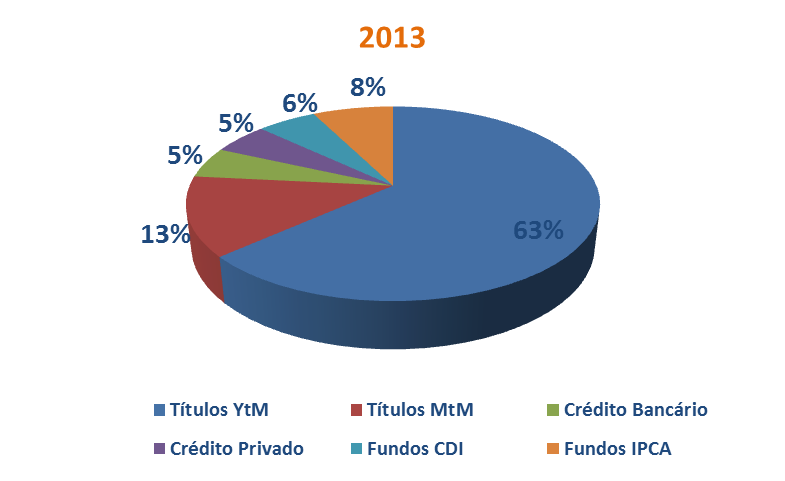 2013
8%
6%
5%
5%
13%
63%
Títulos YtM
Títulos MtM
Crédito Bancário
Crédito Privado
Fundos CDI
Fundos IPCA